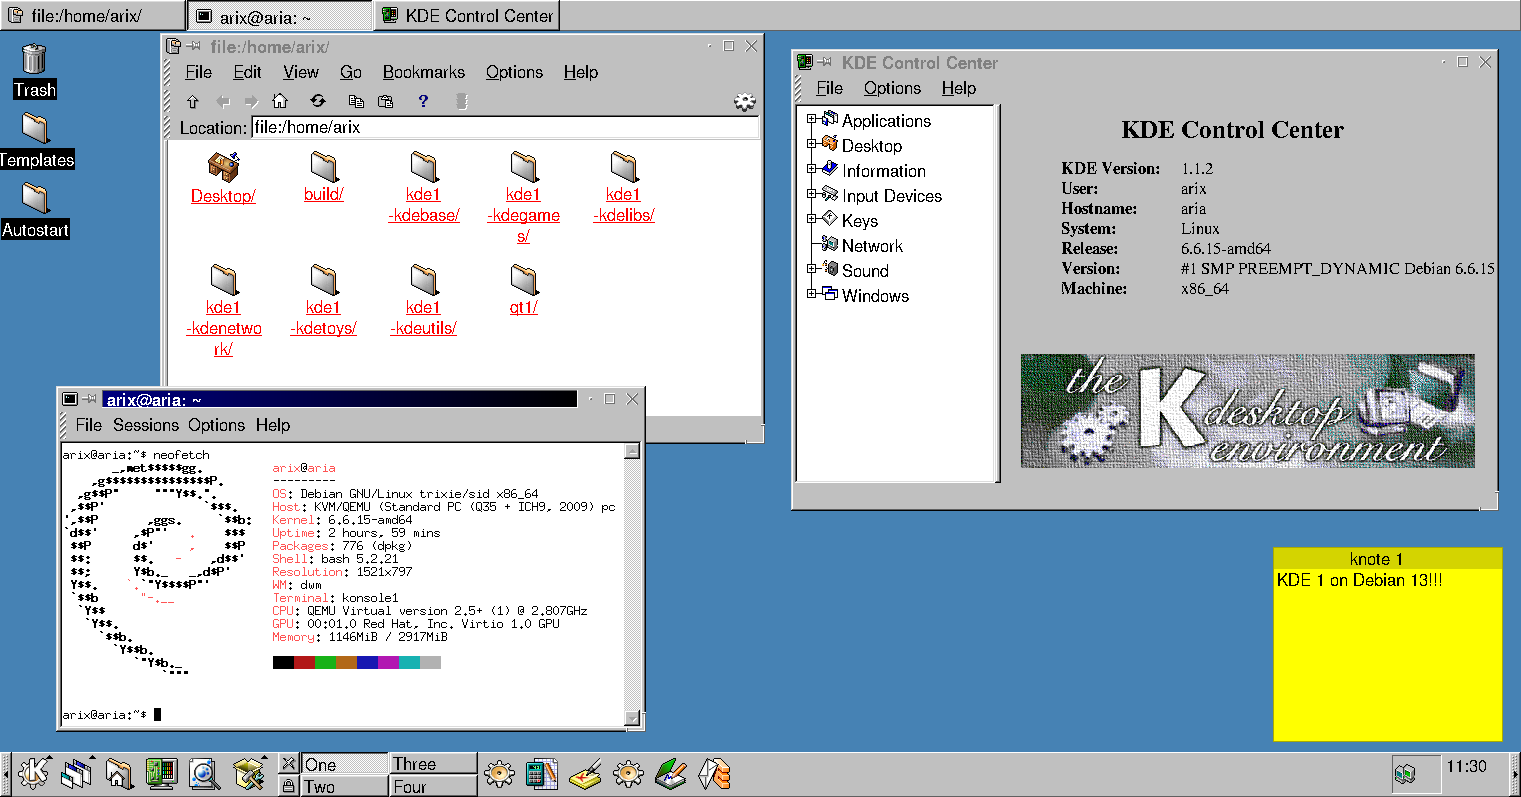 file:/home/arix/
arix@aria: ~
KDE Control Center
Trash
Templates
Autostart
file:/home/arix/
File Edit View Go Bookmarks Options Help
Location: file:/home/arix
Desktop/
build/
kde1
-kdebase/
kde1
-kdegame
s/
kde1
-kdelibs/
kde1
-kdenetwo
rk/
kde1
-kdetoys/
kde1
-kdeutils/
qt1/
KDE Control Center
File Options Help
Applications
Desktop
Information
Input Devices
Keys
Network
Sound
Windows
KDE Control Center
KDE Version: 1.1.2
User: arix
Hostname: aria
System: Linux
Release: 6.6.15-amd64
Version: #1 SMP PREEMPT_DYNAMIC Debian 6.6.15
Machine: x86_64
the
K desktop
environment
arix@aria: ~
File Sessions Options Help
arix@aria:~$ neofetch
arix@aria
---------
OS: Debian GNU/Linux trixie/sid x86_64
Host: KVM/QEMU (Standard PC (Q35 + ICH9, 2009) pc
Kernel: 6.6.15-amd64
Uptime: 2 hours, 59 mins
Packages: 776 (dpkg)
Shell: bash 5.2.21
Resolution: 1521x797
WM: dwm
Terminal: konsole1
CPU: QEMU Virtual version 2.5+ (1) @ 2.807GHz
GPU: 00:01.0 Red Hat, Inc. Virtio 1.0 GPU
Memory: 1146MiB / 2917MiB
arix@aria:~$
knote 1
KDE 1 on Debian 13!!!
One
Two
Three
Four
11:30